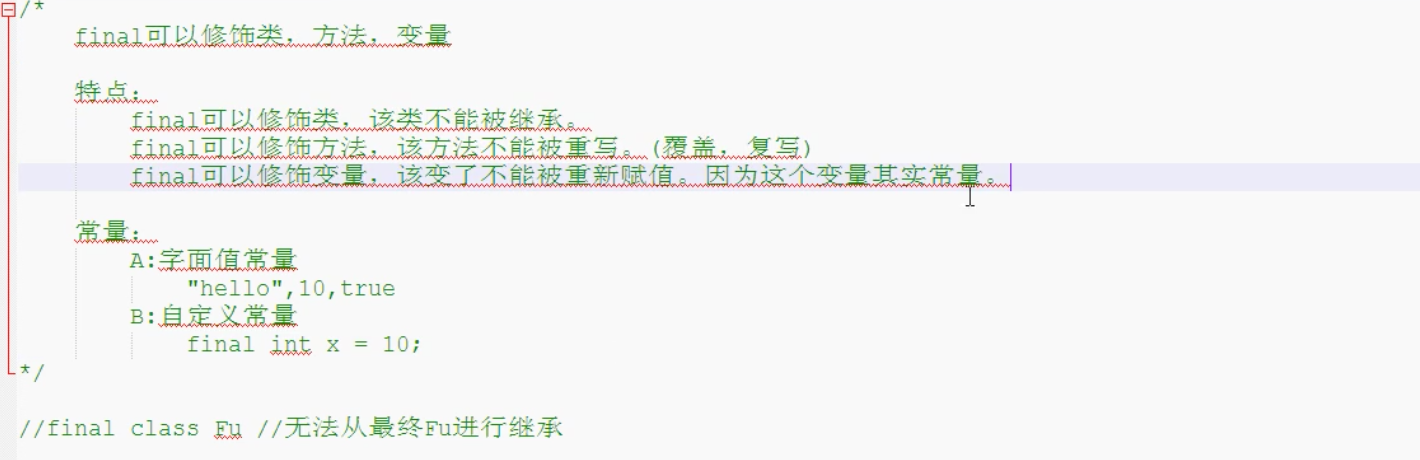 /*
final可以修饰类，方法，变量
特点：
final可以修饰类，该类不能被继承。
final可以修饰方法，该方法不能被重写。(覆盖，复写)
final可以修饰变量，该变了不能被重新赋值。因为这个变量其实常量。
常量：
A:字面值常量
"hello",10,true
B:自定义常量
final int x = 10;
*/
//final class Fu //无法从最终Fu进行继承